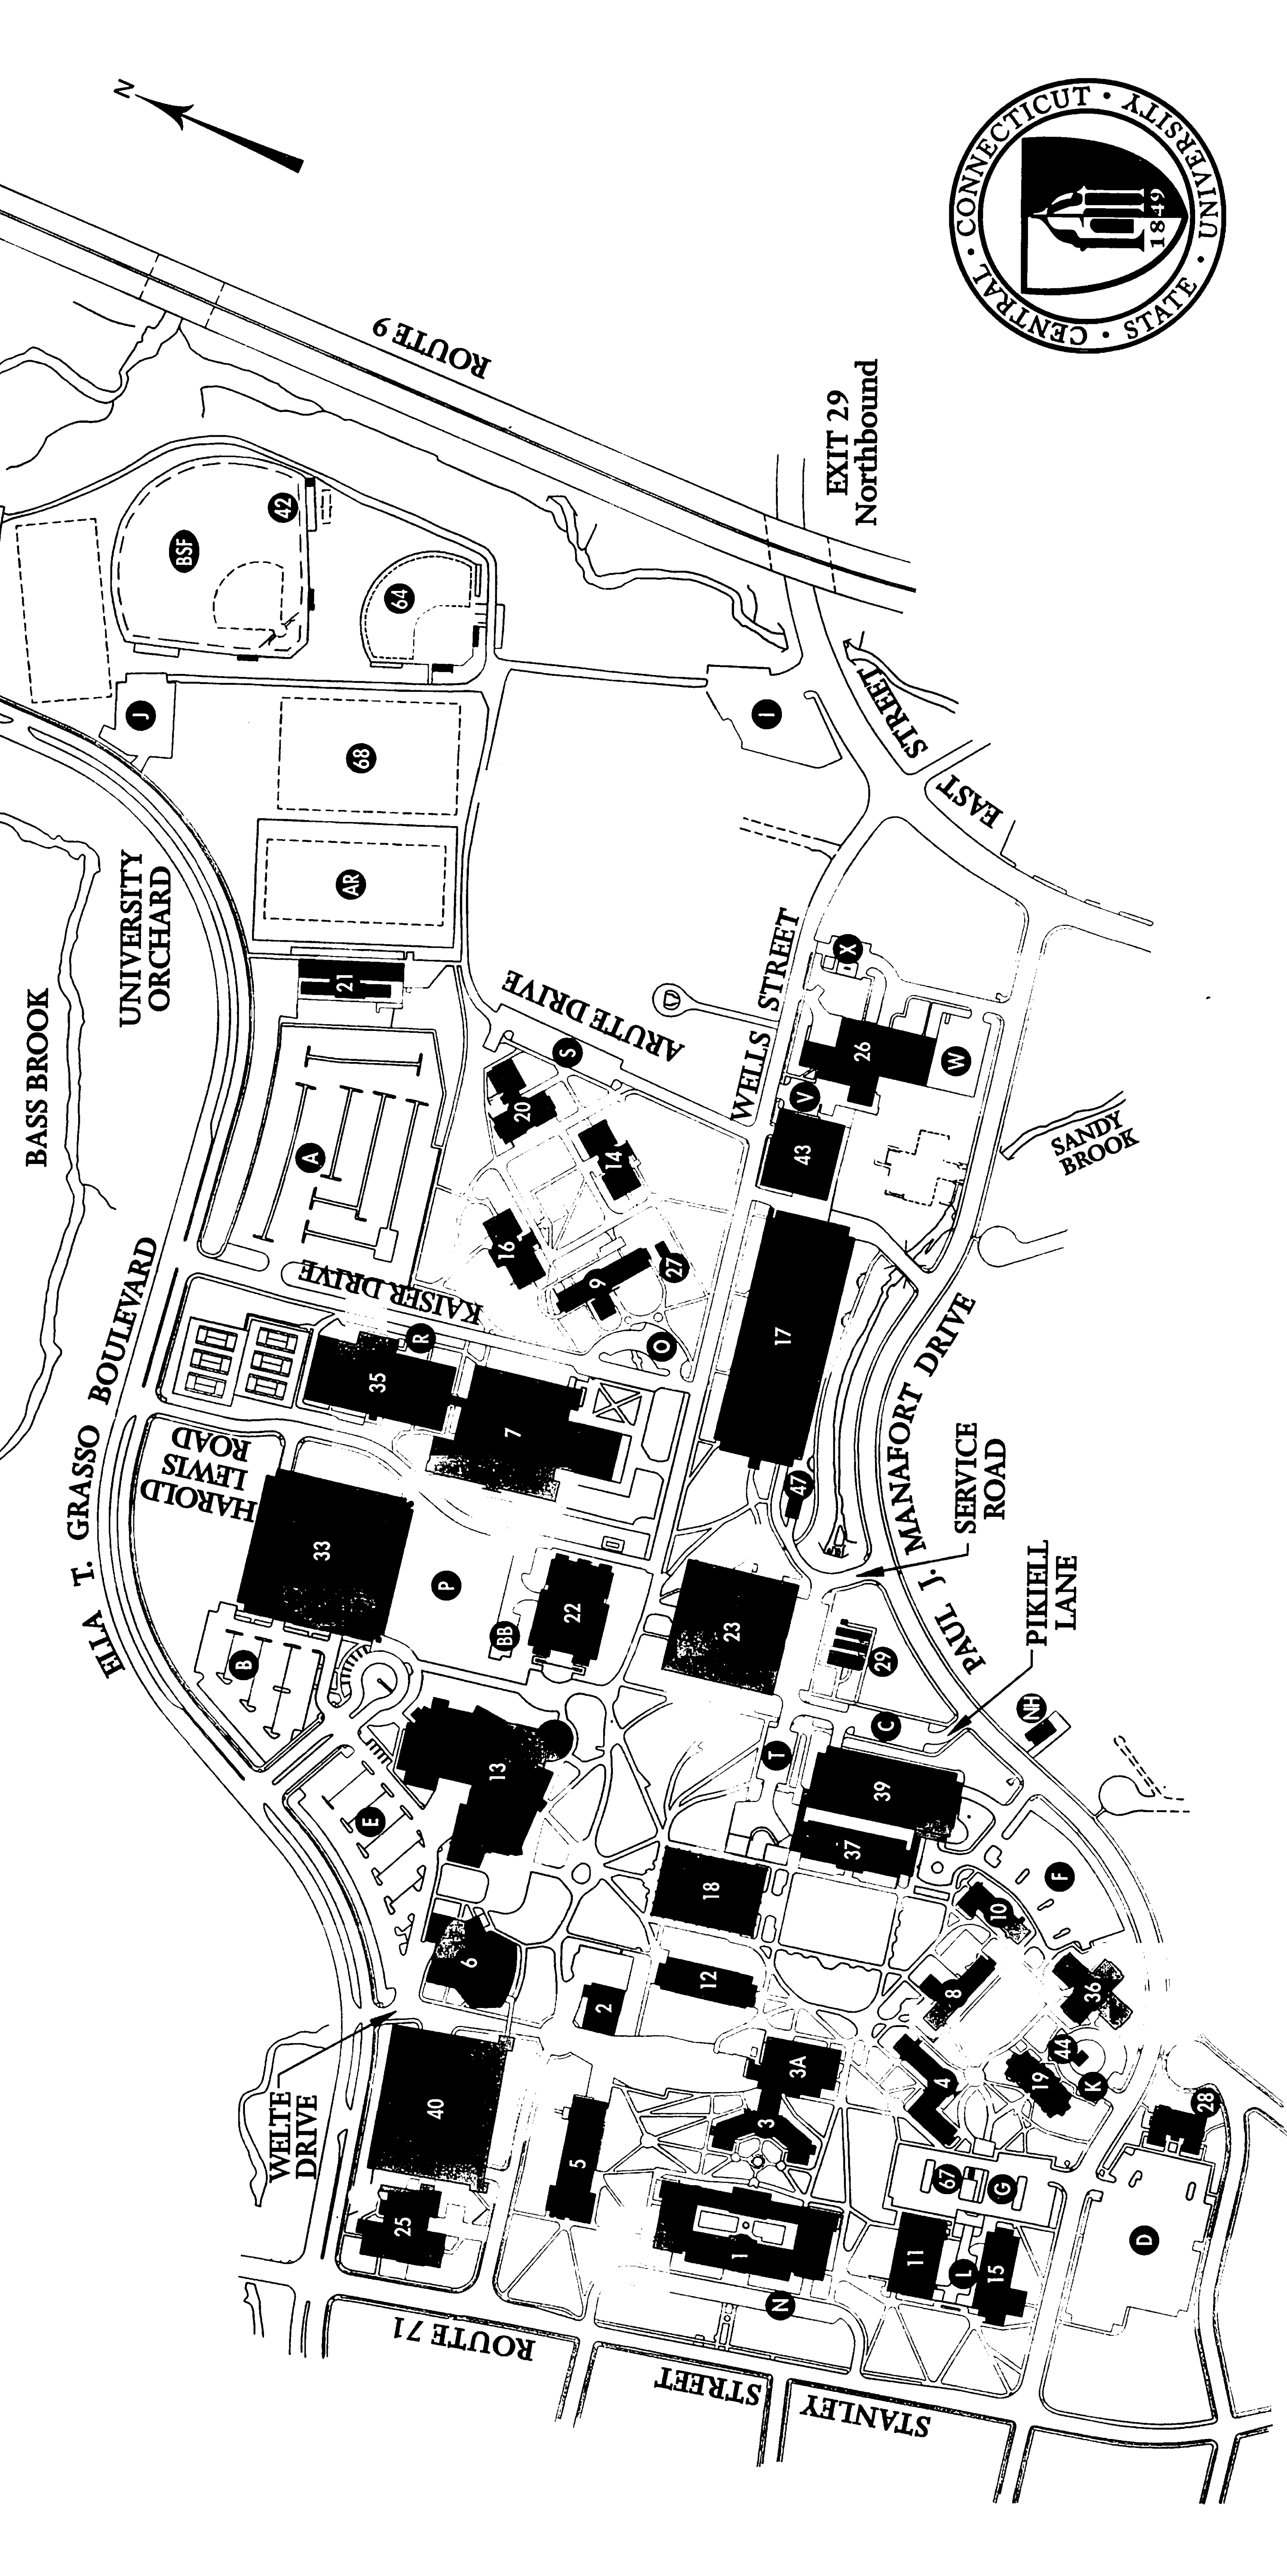 N
CENTRAL • CONNECTICUT • STATE • UNIVERSITY
1849
ROUTE 9
EXIT 29
Northbound
BSF
42
64
J
68
I
STREET
EAST
UNIVERSITY
ORCHARD
AR
BASS BROOK
21
X
WELLS STREET
ARUTE DRIVE
S
20
26
W
V
A
14
43
SANDY
BROOK
16
9
27
KAISER DRIVE
ELLA T. GRASSO BOULEVARD
R
O
17
35
7
PAUL J. MANAFORT DRIVE
HAROLD
LEWIS
ROAD
47
SERVICE
ROAD
33
P
22
BB
23
29
PIKIELL
LANE
B
NH
C
T
13
39
E
37
F
18
10
6
12
2
8
36
WELTE
DRIVE
40
3A
3
4
44
19
K
28
5
67
G
25
1
11
L
15
D
N
ROUTE 71
STANLEY
STREET